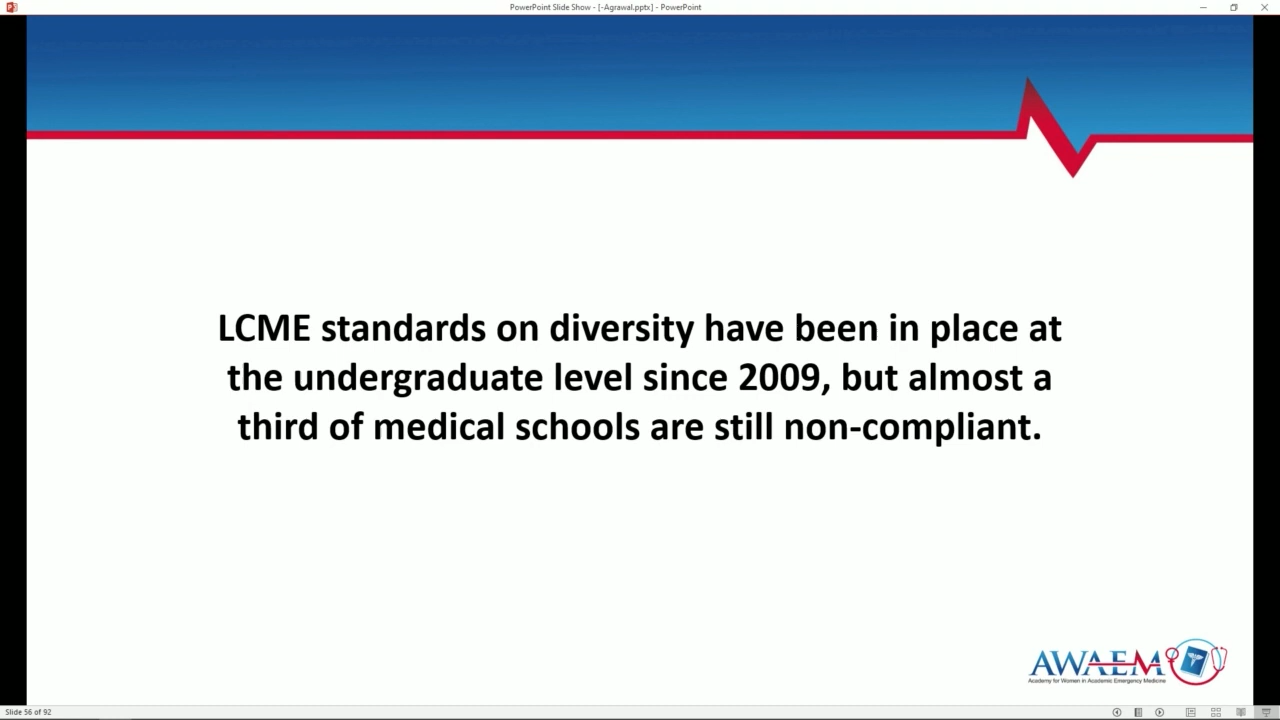 PowerPoint Slide Show - [-Agrawal.pptx] - PowerPoint
LCME standards on diversity have been in place at
the undergraduate level since 2009, but almost a
third of medical schools are still non-compliant.
AWAEM
Academy for Women in Academic Emergency Medicine
Slide 56 of 92